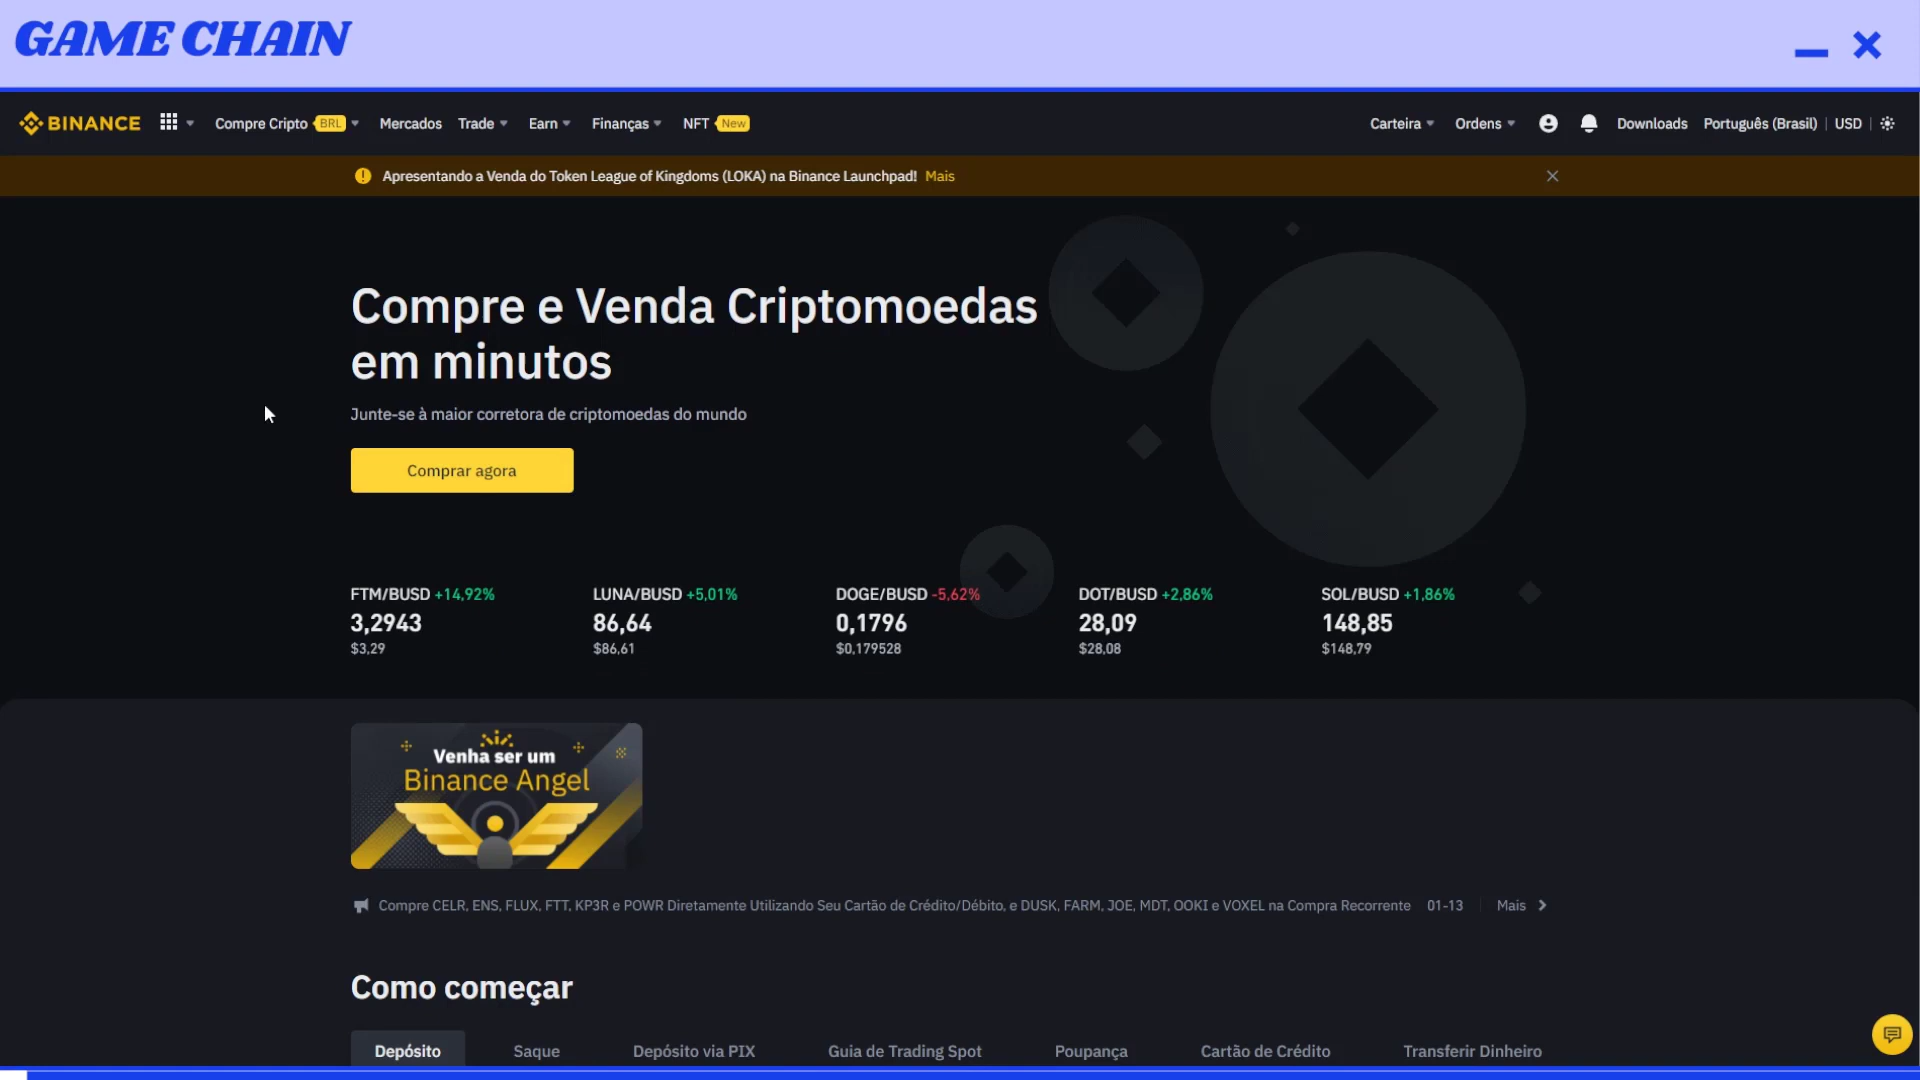 GAME CHAIN
BINANCE
Compre Cripto BRL
Mercados
Trade
Earn
Finanças
NFT New
Carteira
Ordens
Downloads
Português (Brasil) | USD |
Apresentando a Venda do Token League of Kingdoms (LOKA) na Binance Launchpad! Mais
Compre e Venda Criptomoedas
em minutos
Junte-se à maior corretora de criptomoedas do mundo
Comprar agora
FTM/BUSD +14,92%
3,2943
$3,29
LUNA/BUSD +5,01%
86,64
$86,61
DOGE/BUSD -5,62%
0,1796
$0,179528
DOT/BUSD +2,86%
28,09
$28,08
SOL/BUSD +1,86%
148,85
$148,79
Venha ser um
Binance Angel
Compre CELR, ENS, FLUX, FTT, KP3R e POWR Diretamente Utilizando Seu Cartão de Crédito/Débito, e DUSK, FARM, JOE, MDT, OOKI e VOXEL na Compra Recorrente 01-13 Mais
Como começar
Depósito
Saque
Depósito via PIX
Guia de Trading Spot
Poupança
Cartão de Crédito
Transferir Dinheiro